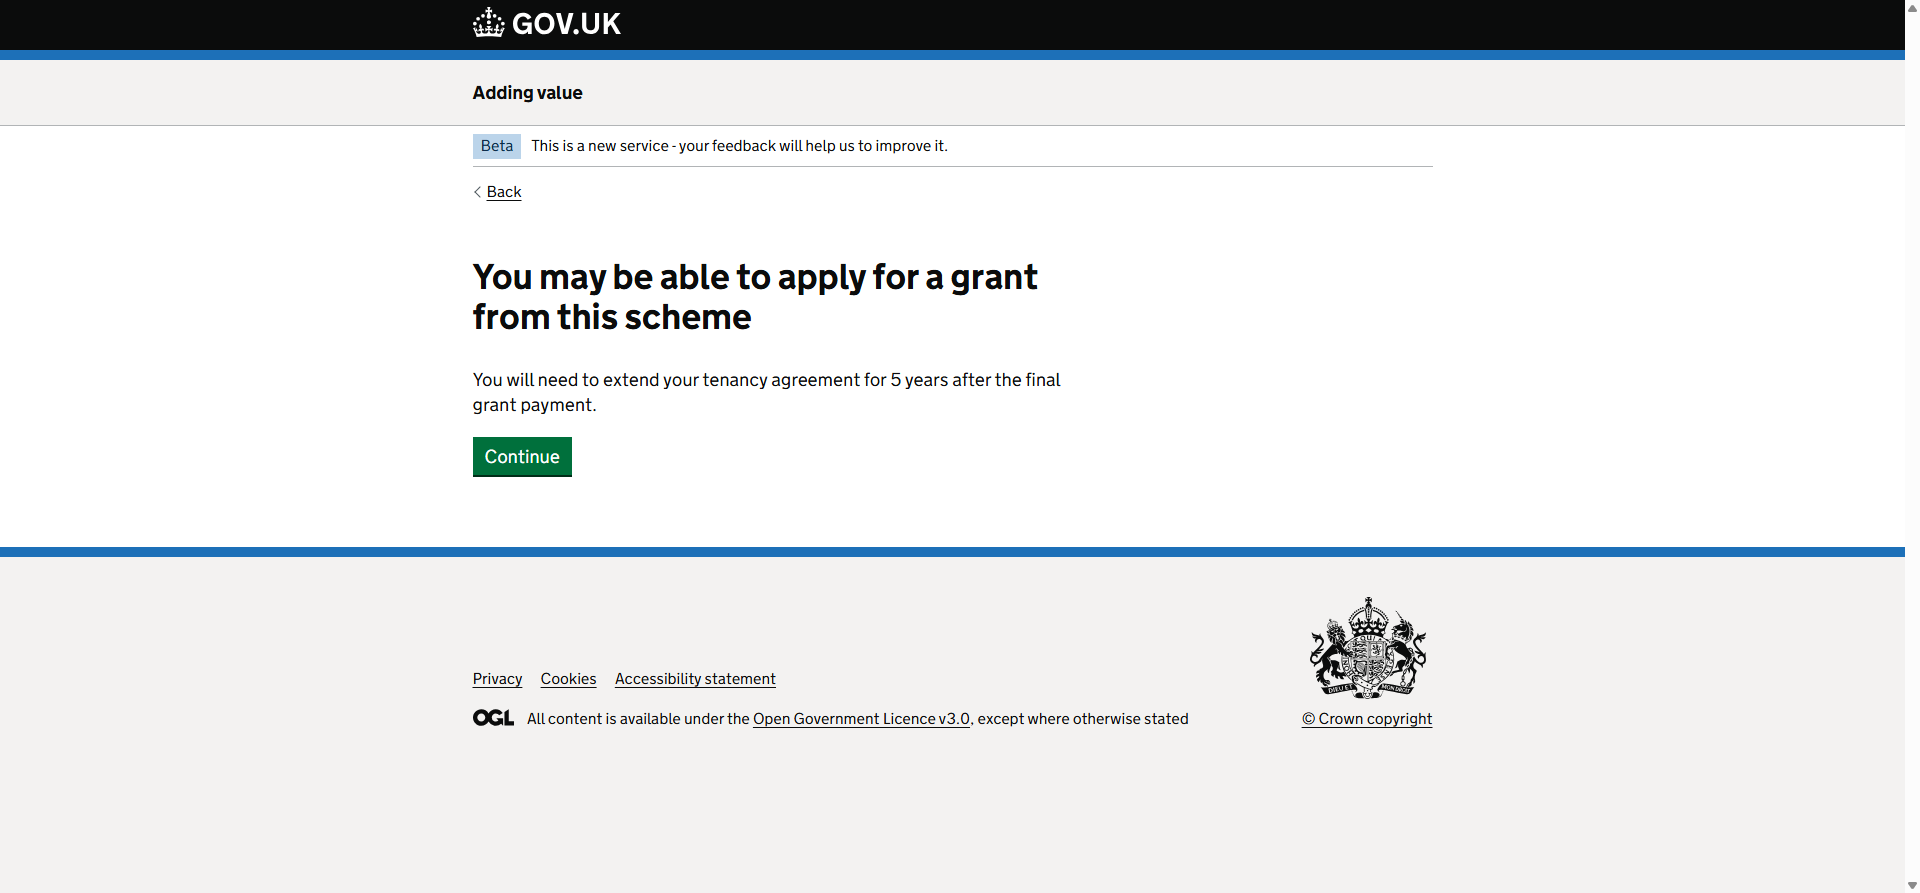 GOV.UK
Adding value
Beta This is a new service - your feedback will help us to improve it.
Back
You may be able to apply for a grant
from this scheme
You will need to extend your tenancy agreement for 5 years after the final
grant payment.
Continue
Privacy Cookies Accessibility statement
OGL All content is available under the Open Government Licence v3.0, except where otherwise stated
© Crown copyright